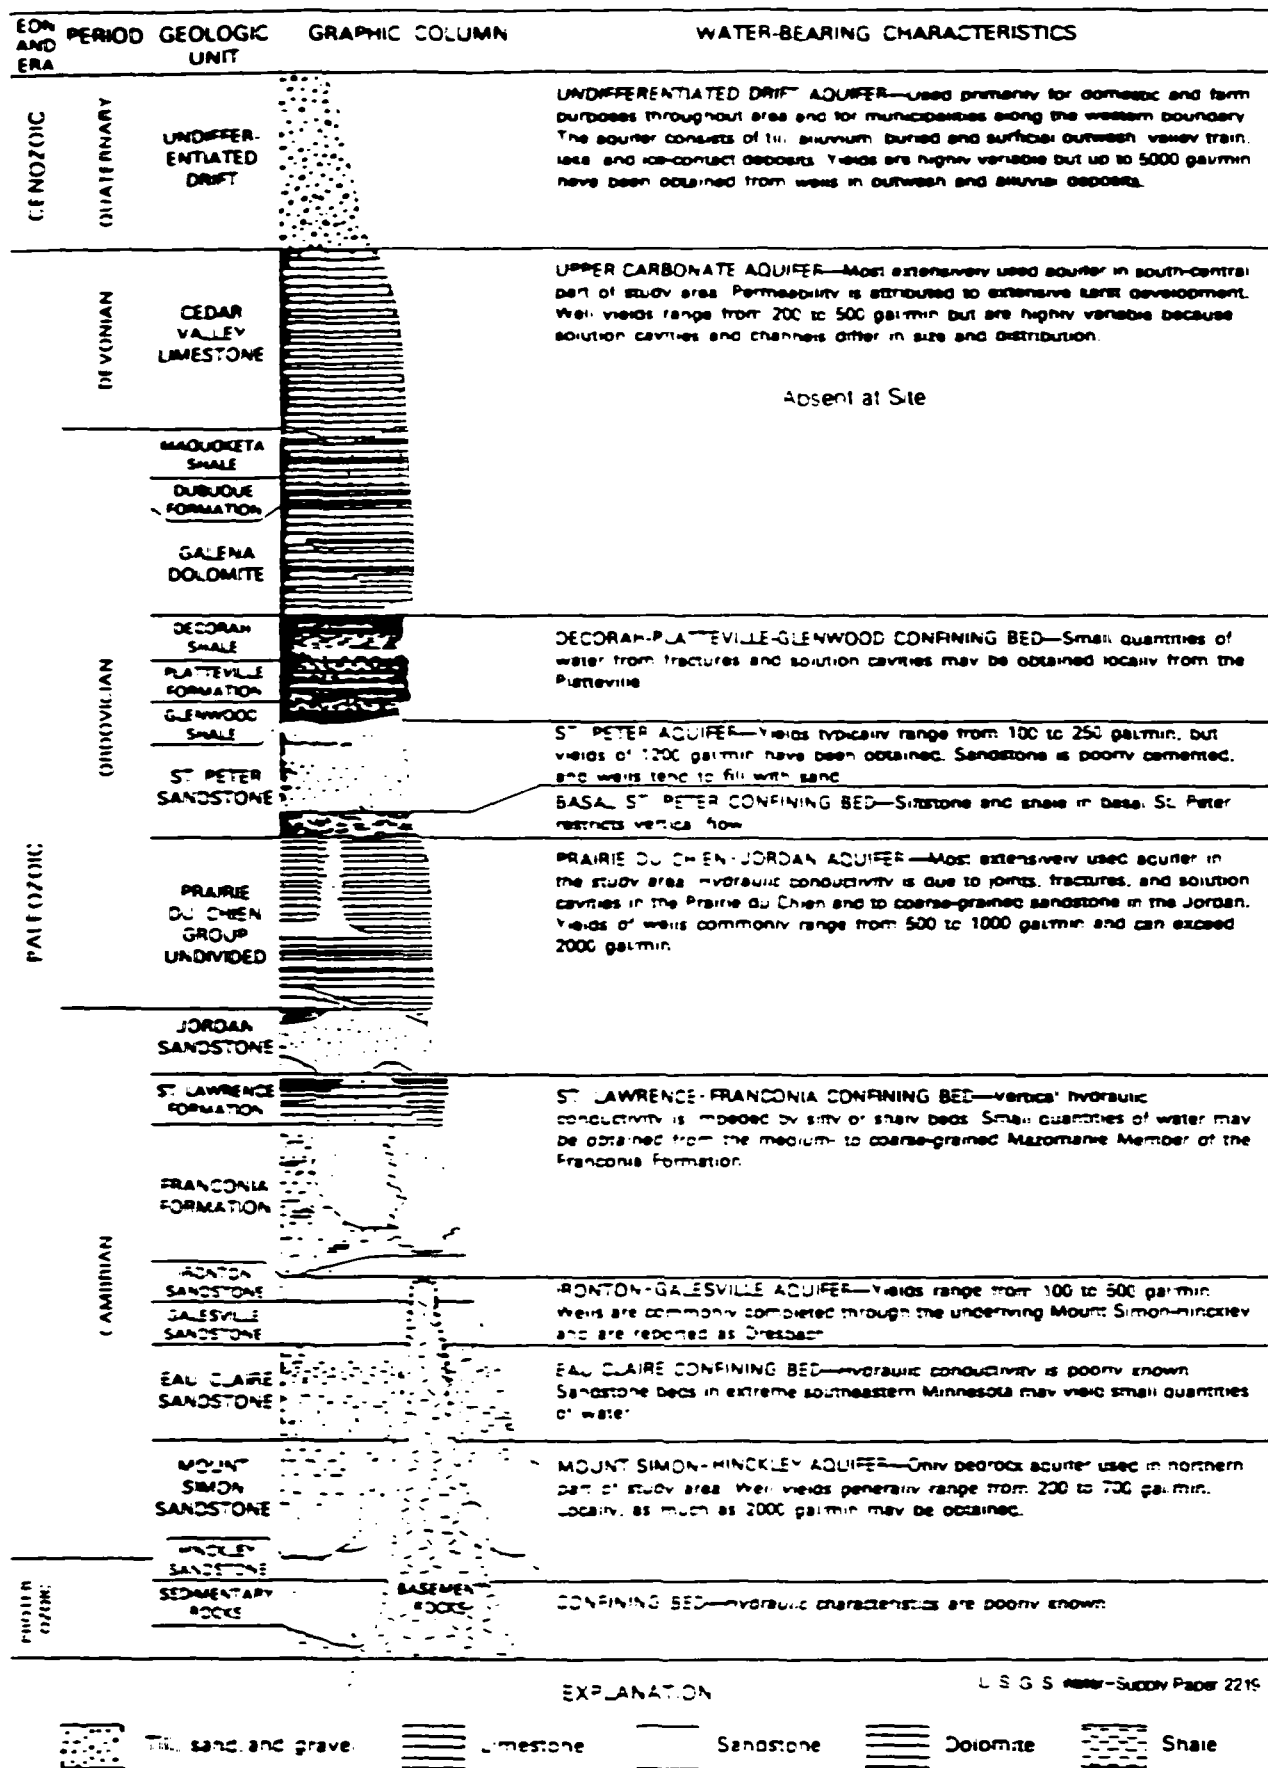 EON AND ERA
PERIOD
GEOLOGIC UNIT
GRAPHIC COLUMN
WATER-BEARING CHARACTERISTICS
CENOZOIC
QUATERNARY
UNDIFFER-
ENTIATED
DRIFT
UNDIFFERENTIATED DRIFT AQUIFER—Used primarily for domestic and farm
purposes throughout area and for municipalities along the western boundary
The aquifer consists of till, alluvium, buried and surficial outwash, valley train,
lake, and ice-contact deposits. Yields are highly variable but up to 5000 gal/min
have been obtained from wells in outwash and alluvial deposits.
PALEOZOIC
DEVONIAN
CEDAR
VALLEY
LIMESTONE
UPPER CARBONATE AQUIFER—Most extensively used aquifer in south-central
part of study area. Permeability is attributed to extensive karst development.
Well yields range from 200 to 500 gal/min but are highly variable because
solution cavities and channels differ in size and distribution.
Absent at Site
ORDOVICIAN
MAQUOKETA
SHALE
DUBUQUE
FORMATION
GALENA
DOLOMITE
DECORAH
SHALE
PLATTEVILLE
FORMATION
GLENWOOD
SHALE
DECORAH-PLATTEVILLE-GLENWOOD CONFINING BED—Small quantities of
water from fractures and solution cavities may be obtained locally from the
Platteville
ST PETER
SANDSTONE
ST. PETER AQUIFER—Yields typically range from 100 to 250 gal/min, but
yields of 1200 gal/min have been obtained. Sandstone is poorly cemented,
and wells tend to fill with sand
BASAL ST. PETER CONFINING BED—Siltstone and shale in basal St. Peter
restricts vertical flow
PRAIRIE
DU CHIEN
GROUP
UNDIVIDED
PRAIRIE DU CHIEN-JORDAN AQUIFER—Most extensively used aquifer in
the study area. Hydraulic conductivity is due to joints, fractures, and solution
cavities in the Prairie du Chien and to coarse-grained sandstone in the Jordan.
Yields of wells commonly range from 500 to 1000 gal/min and can exceed
2000 gal/min
CAMBRIAN
JORDAN
SANDSTONE
ST LAWRENCE
FORMATION
ST LAWRENCE-FRANCONIA CONFINING BED—Vertical hydraulic
conductivity is impeded by silty or shaly beds. Small quantities of water may
be obtained from the medium- to coarse-grained Mazomanie Member of the
Franconia Formation
FRANCONIA
FORMATION
IRONTON
SANDSTONE
GALESVILLE
SANDSTONE
IRONTON-GALESVILLE AQUIFER—Yields range from 100 to 500 gal/min
Wells are commonly completed through the underlying Mount Simon-Hinckley
and are reported as Dresbach
EAU CLAIRE
SANDSTONE
EAU CLAIRE CONFINING BED—Hydraulic conductivity is poorly known
Sandstone beds in extreme southeastern Minnesota may yield small quantities
of water
MOUNT
SIMON
SANDSTONE
HINCKLEY
SANDSTONE
MOUNT SIMON-HINCKLEY AQUIFER—Only bedrock aquifer used in northern
part of study area. Well yields generally range from 200 to 700 gal/min.
Locally, as much as 2000 gal/min may be obtained.
SEDIMENTARY
ROCKS
BASEMENT
ROCKS
CONFINING BED—Hydraulic characteristics are poorly known
EXPLANATION
U.S.G.S. Water-Supply Paper 2219
Till, sand, and gravel
Limestone
Sandstone
Dolomite
Shale